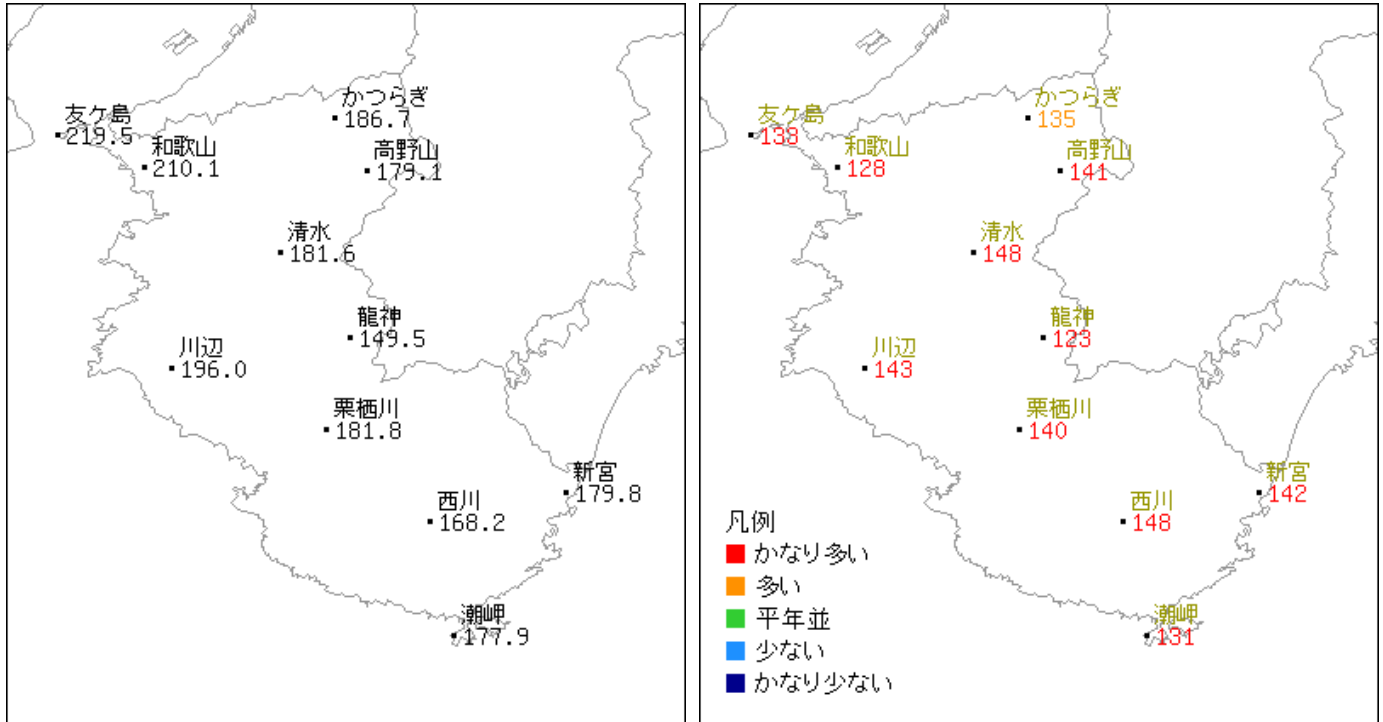 友ケ島
219.5
和歌山
210.1
かつらぎ
186.7
高野山
179.1
清水
181.6
龍神
149.5
川辺
196.0
栗栖川
181.8
新宮
179.8
西川
168.2
潮岬
177.9
友ケ島
138
和歌山
128
かつらぎ
135
高野山
141
清水
148
龍神
123
川辺
143
栗栖川
140
新宮
142
西川
148
潮岬
131
凡例
かなり多い
多い
平年並
少ない
かなり少ない